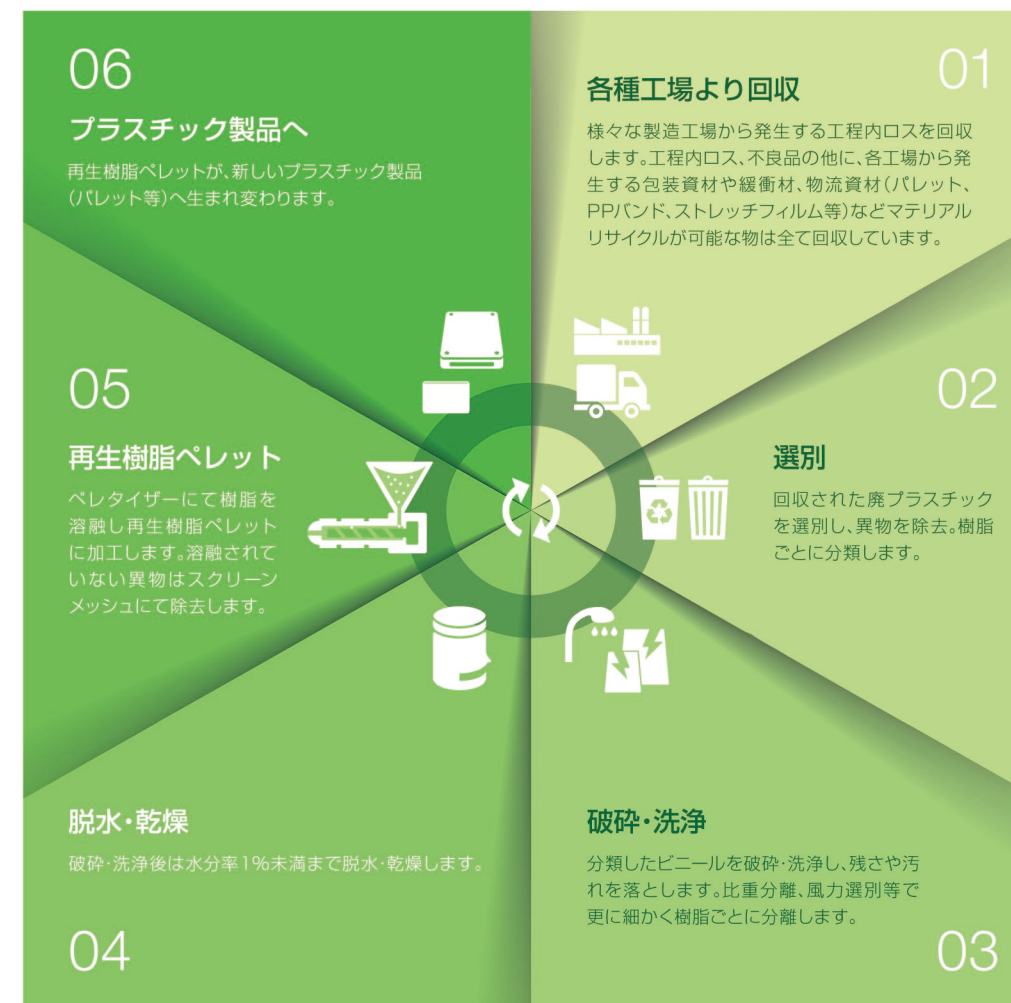 01
各種工場より回収
様々な製造工場から発生する工程内ロスを回収
します。工程内ロス、不良品の他に、各工場から発
生する包装資材や緩衝材、物流資材(パレット、
PPバンド、ストレッチフィルム等)などマテリアル
リサイクルが可能な物は全て回収しています。
02
選別
回収された廃プラスチック
を選別し、異物を除去。樹脂
ごとに分類します。
03
破砕・洗浄
分類したビニールを破砕・洗浄し、残さや汚
れを落とします。比重分離、風力選別等で
更に細かく樹脂ごとに分離します。
04
脱水・乾燥
破砕・洗浄後は水分率1%未満まで脱水・乾燥します。
05
再生樹脂ペレット
ペレタイザーにて樹脂を
溶融し再生樹脂ペレット
に加工します。溶融されて
いない異物はスクリーン
メッシュにて除去します。
06
プラスチック製品へ
再生樹脂ペレットが、新しいプラスチック製品
(パレット等)へ生まれ変わります。